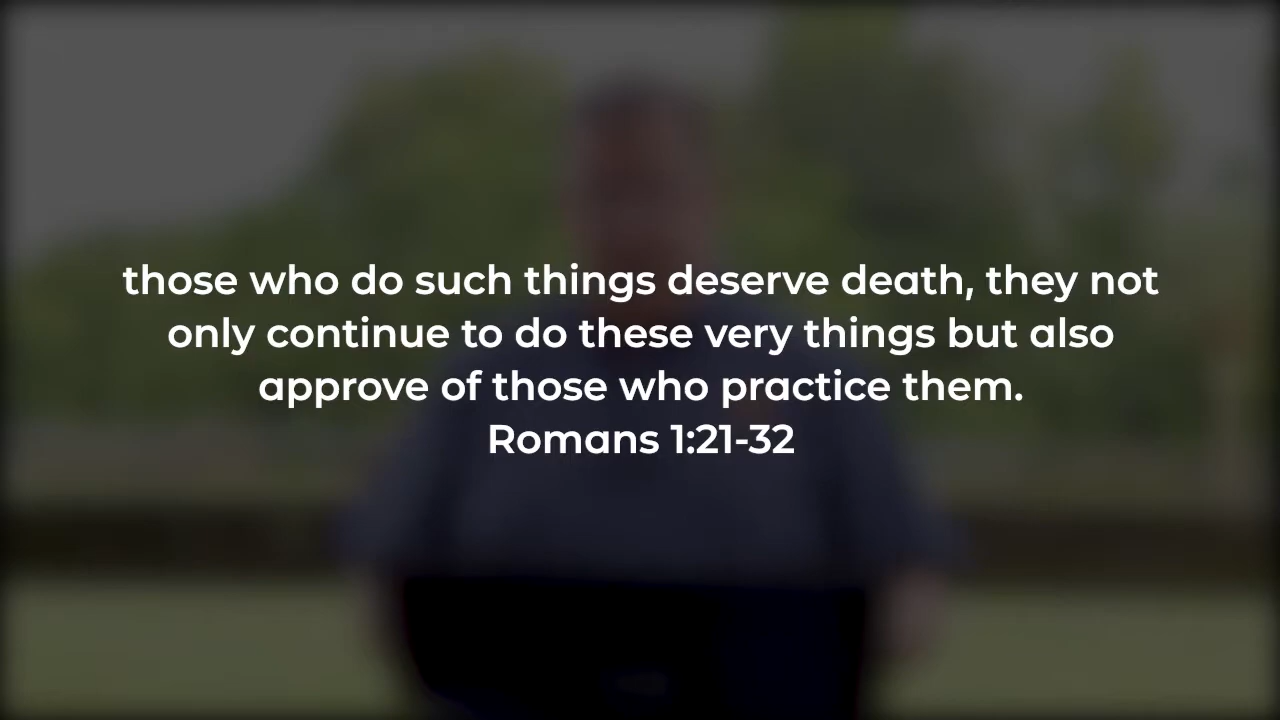 those who do such things deserve death, they not
only continue to do these very things but also
approve of those who practice them.
Romans 1:21-32